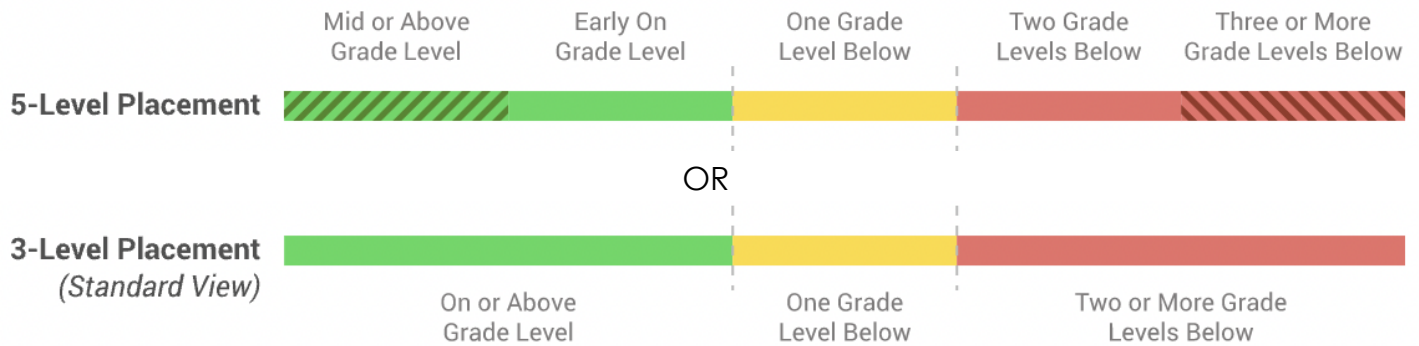 Mid or Above
Grade Level
Early On
Grade Level
One Grade
Level Below
Two Grade
Levels Below
Three or More
Grade Levels Below
5-Level Placement
OR
3-Level Placement
(Standard View)
On or Above
Grade Level
One Grade
Level Below
Two or More Grade
Levels Below